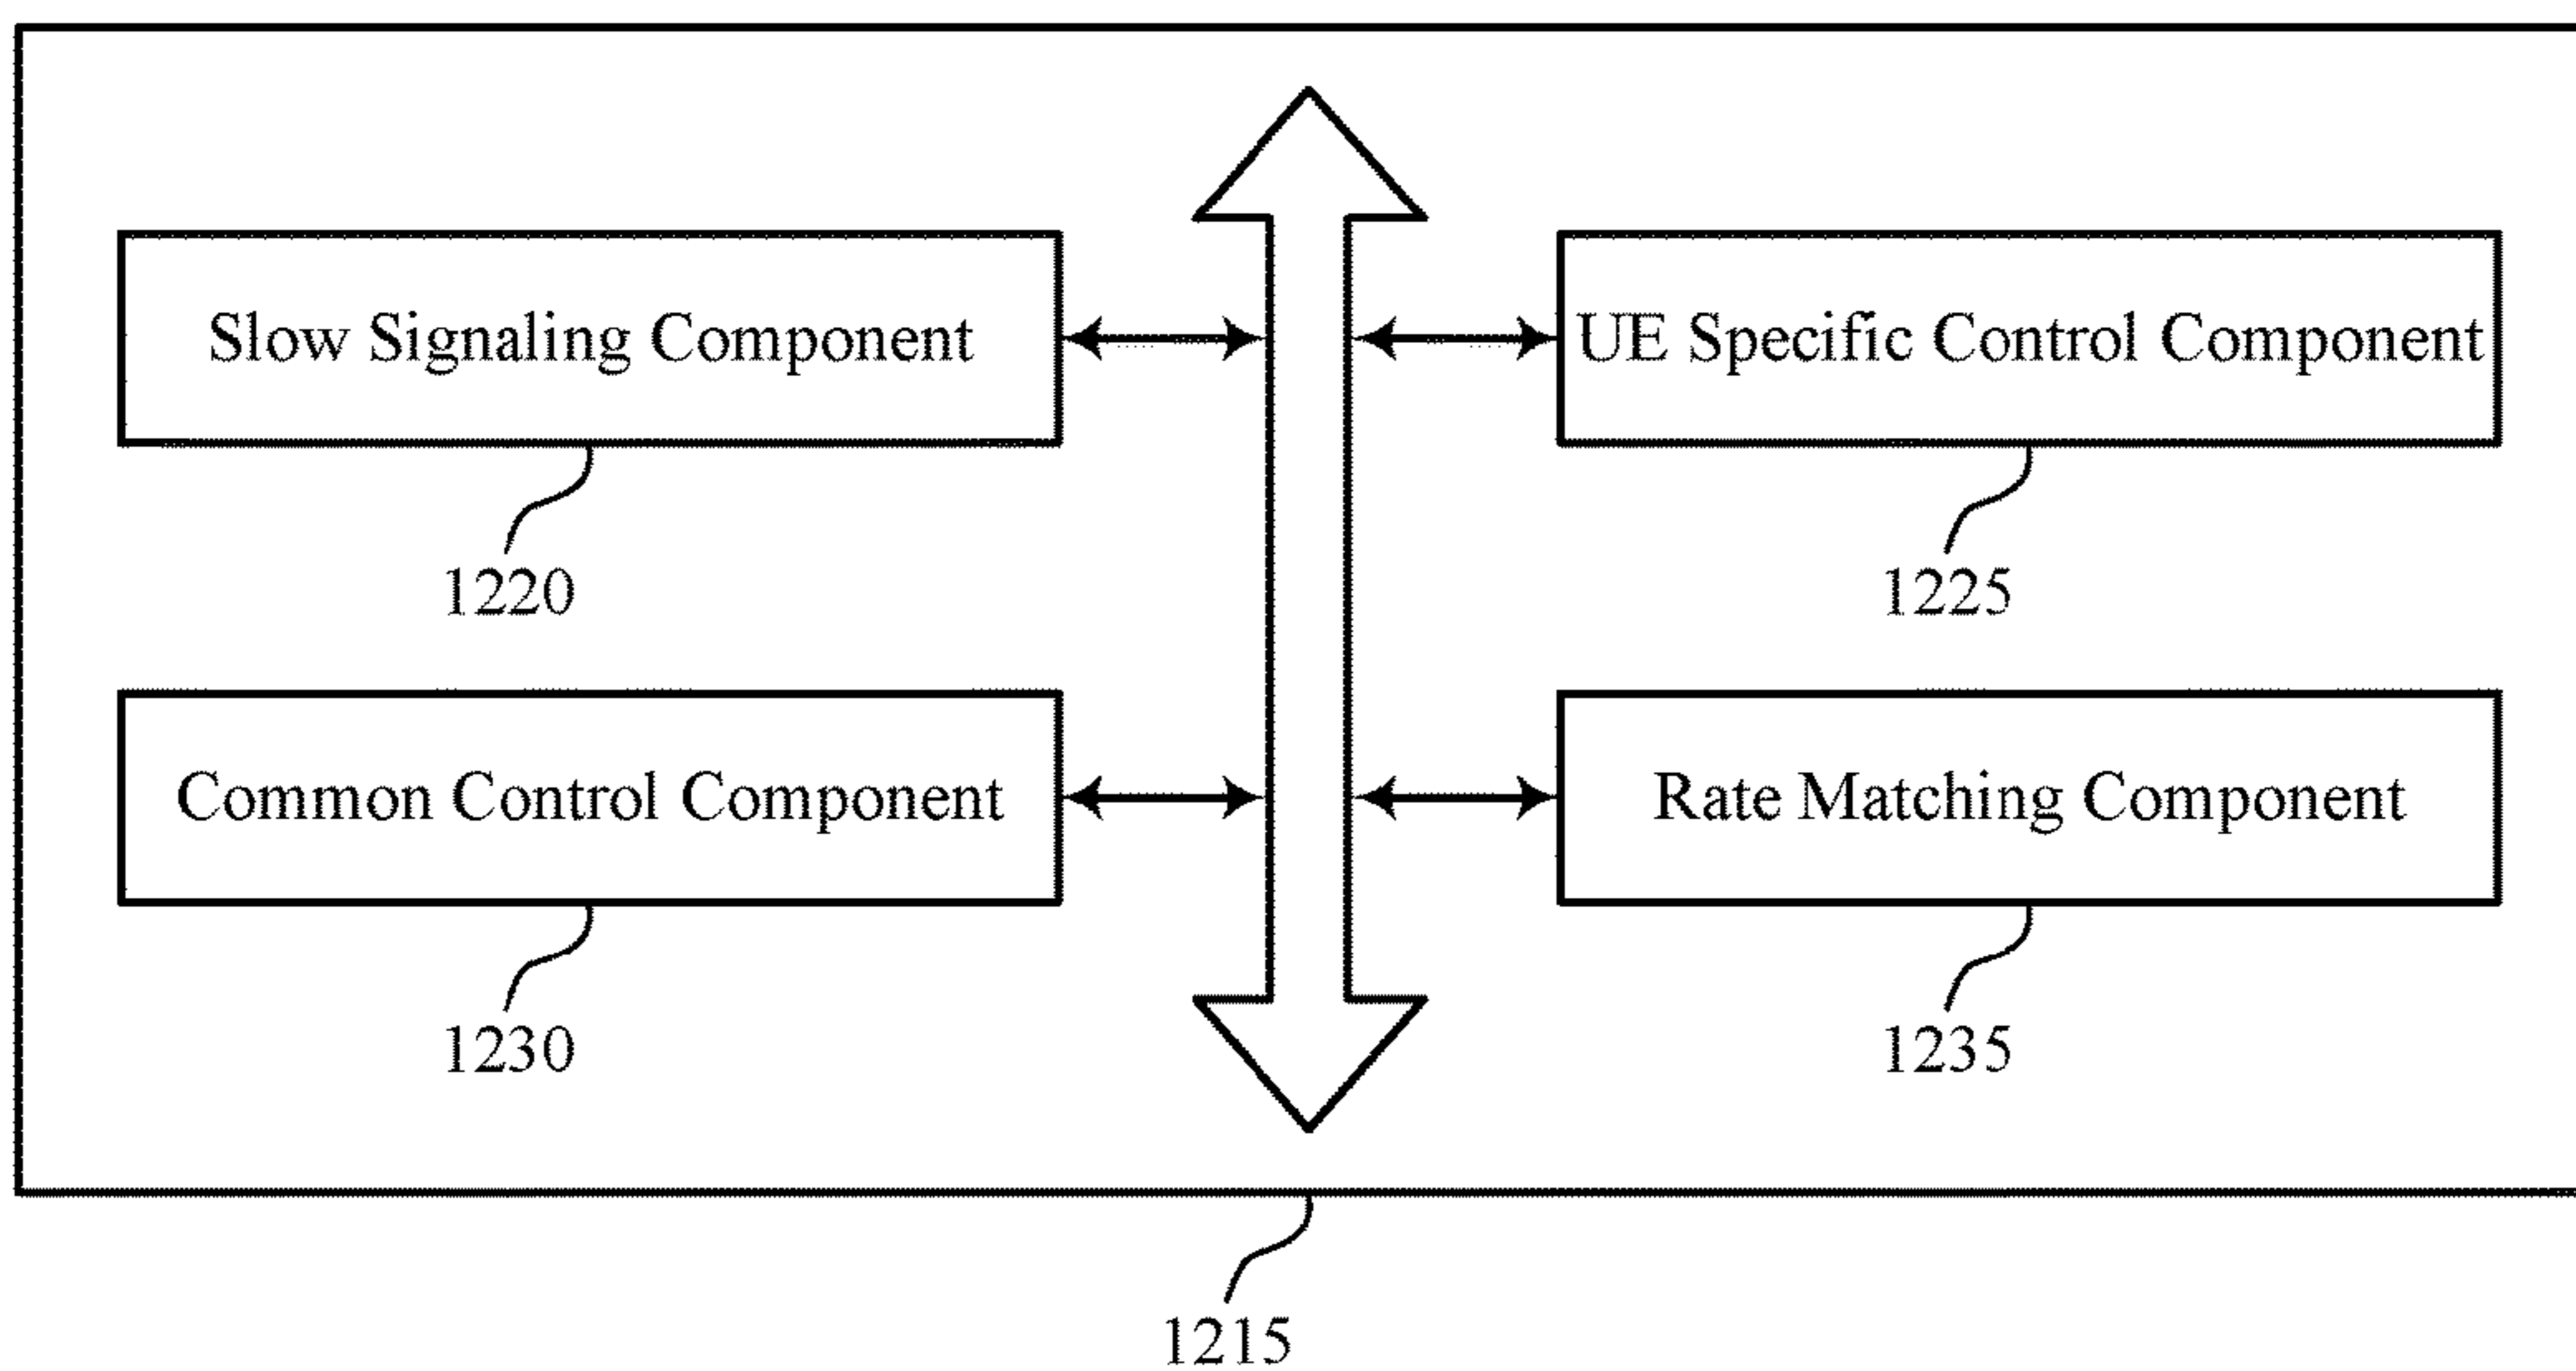 Slow Signaling Component
UE Specific Control Component
1220
1225
Common Control Component
Rate Matching Component
1230
1235
1215